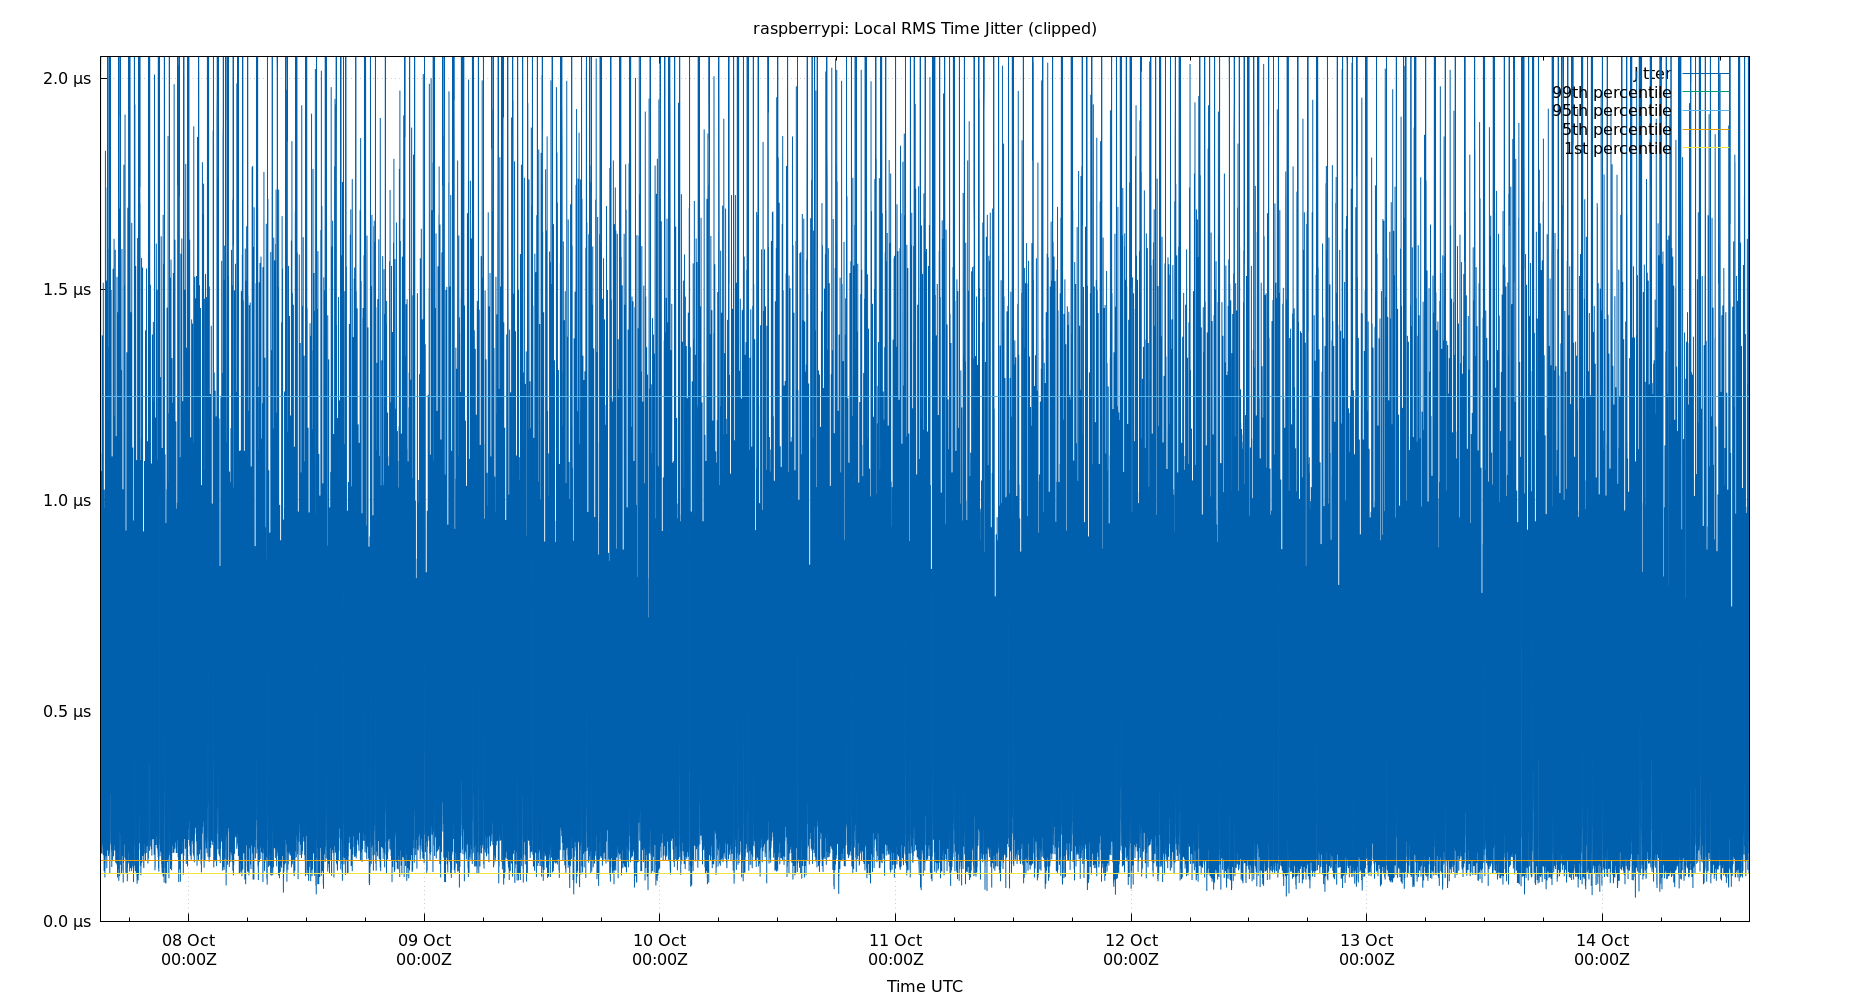 raspberrypi: Local RMS Time Jitter (clipped)
2.0 µs
1.5 µs
1.0 µs
0.5 µs
0.0 µs
Jitter
99th percentile
95th percentile
5th percentile
1st percentile
08 Oct
00:00Z
09 Oct
00:00Z
10 Oct
00:00Z
11 Oct
00:00Z
12 Oct
00:00Z
13 Oct
00:00Z
14 Oct
00:00Z
Time UTC